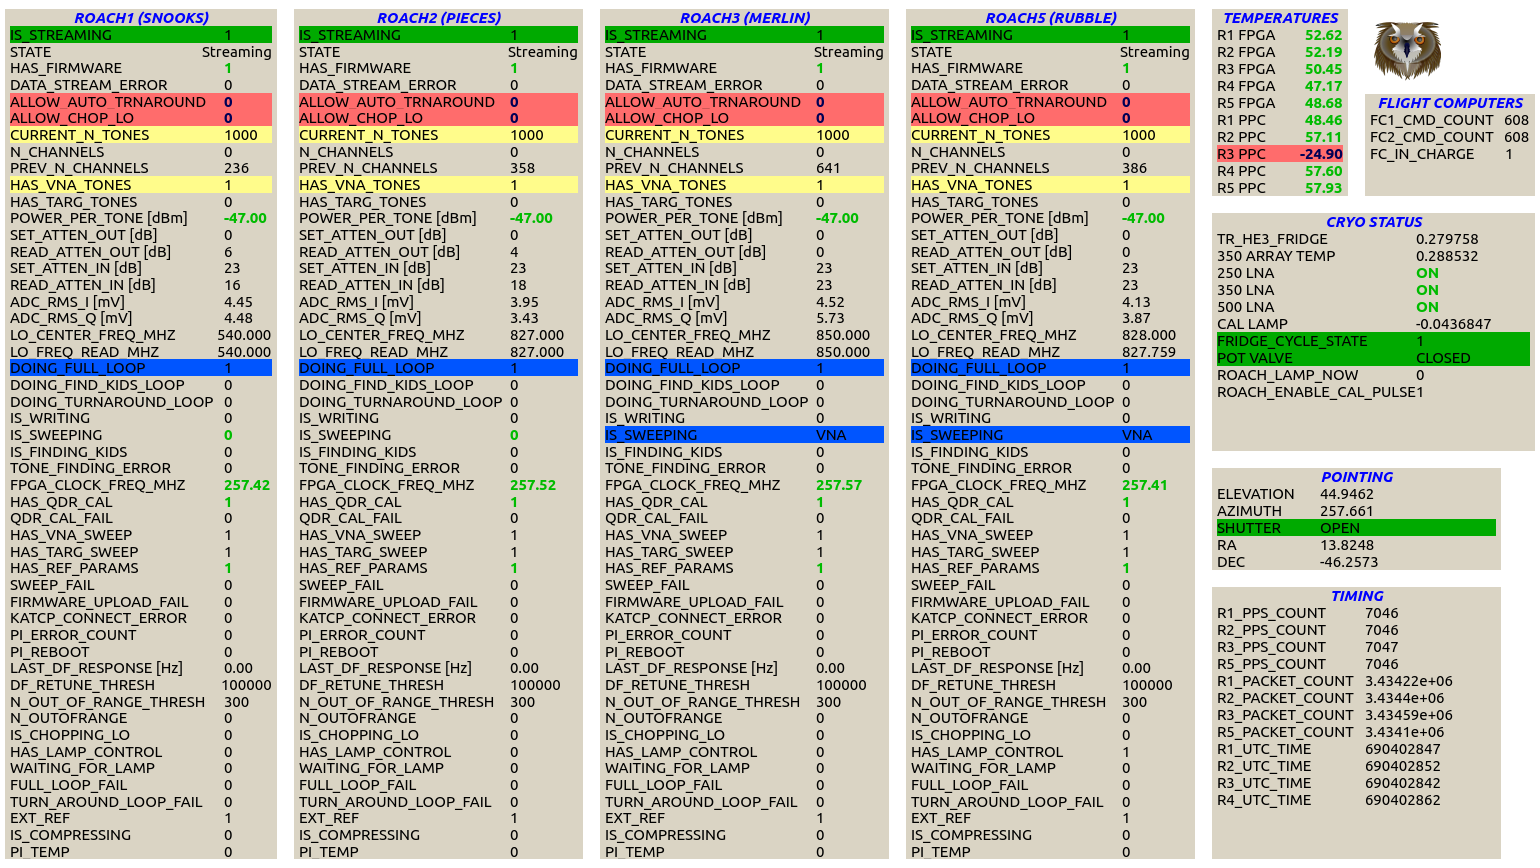 ROACH1 (SNOOKS)
IS_STREAMING 1
STATE Streaming
HAS_FIRMWARE 1
DATA_STREAM_ERROR 0
ALLOW_AUTO_TRNAROUND 0
ALLOW_CHOP_LO 0
CURRENT_N_TONES 1000
N_CHANNELS 0
PREV_N_CHANNELS 236
HAS_VNA_TONES 1
HAS_TARG_TONES 0
POWER_PER_TONE [dBm] -47.00
SET_ATTEN_OUT [dB] 0
READ_ATTEN_OUT [dB] 6
SET_ATTEN_IN [dB] 23
READ_ATTEN_IN [dB] 16
ADC_RMS_I [mV] 4.45
ADC_RMS_Q [mV] 4.48
LO_CENTER_FREQ_MHZ 540.000
LO_FREQ_READ_MHZ 540.000
DOING_FULL_LOOP 1
DOING_FIND_KIDS_LOOP 0
DOING_TURNAROUND_LOOP 0
IS_WRITING 0
IS_SWEEPING 0
IS_FINDING_KIDS 0
TONE_FINDING_ERROR 0
FPGA_CLOCK_FREQ_MHZ 257.42
HAS_QDR_CAL 1
QDR_CAL_FAIL 0
HAS_VNA_SWEEP 1
HAS_TARG_SWEEP 1
HAS_REF_PARAMS 1
SWEEP_FAIL 0
FIRMWARE_UPLOAD_FAIL 0
KATCP_CONNECT_ERROR 0
PI_ERROR_COUNT 0
PI_REBOOT 0
LAST_DF_RESPONSE [Hz] 0.00
DF_RETUNE_THRESH 100000
N_OUT_OF_RANGE_THRESH 300
N_OUTOFRANGE 0
IS_CHOPPING_LO 0
HAS_LAMP_CONTROL 0
WAITING_FOR_LAMP 0
FULL_LOOP_FAIL 0
TURN_AROUND_LOOP_FAIL 0
EXT_REF 1
IS_COMPRESSING 0
PI_TEMP 0
ROACH2 (PIECES)
IS_STREAMING 1
STATE Streaming
HAS_FIRMWARE 1
DATA_STREAM_ERROR 0
ALLOW_AUTO_TRNAROUND 0
ALLOW_CHOP_LO 0
CURRENT_N_TONES 1000
N_CHANNELS 0
PREV_N_CHANNELS 358
HAS_VNA_TONES 1
HAS_TARG_TONES 0
POWER_PER_TONE [dBm] -47.00
SET_ATTEN_OUT [dB] 0
READ_ATTEN_OUT [dB] 4
SET_ATTEN_IN [dB] 23
READ_ATTEN_IN [dB] 18
ADC_RMS_I [mV] 3.95
ADC_RMS_Q [mV] 3.43
LO_CENTER_FREQ_MHZ 827.000
LO_FREQ_READ_MHZ 827.000
DOING_FULL_LOOP 1
DOING_FIND_KIDS_LOOP 0
DOING_TURNAROUND_LOOP 0
IS_WRITING 0
IS_SWEEPING 0
IS_FINDING_KIDS 0
TONE_FINDING_ERROR 0
FPGA_CLOCK_FREQ_MHZ 257.52
HAS_QDR_CAL 1
QDR_CAL_FAIL 0
HAS_VNA_SWEEP 1
HAS_TARG_SWEEP 1
HAS_REF_PARAMS 1
SWEEP_FAIL 0
FIRMWARE_UPLOAD_FAIL 0
KATCP_CONNECT_ERROR 0
PI_ERROR_COUNT 0
PI_REBOOT 0
LAST_DF_RESPONSE [Hz] 0.00
DF_RETUNE_THRESH 100000
N_OUT_OF_RANGE_THRESH 300
N_OUTOFRANGE 0
IS_CHOPPING_LO 0
HAS_LAMP_CONTROL 0
WAITING_FOR_LAMP 0
FULL_LOOP_FAIL 0
TURN_AROUND_LOOP_FAIL 0
EXT_REF 1
IS_COMPRESSING 0
PI_TEMP 0
ROACH3 (MERLIN)
IS_STREAMING 1
STATE Streaming
HAS_FIRMWARE 1
DATA_STREAM_ERROR 0
ALLOW_AUTO_TRNAROUND 0
ALLOW_CHOP_LO 0
CURRENT_N_TONES 1000
N_CHANNELS 0
PREV_N_CHANNELS 641
HAS_VNA_TONES 1
HAS_TARG_TONES 0
POWER_PER_TONE [dBm] -47.00
SET_ATTEN_OUT [dB] 0
READ_ATTEN_OUT [dB] 0
SET_ATTEN_IN [dB] 23
READ_ATTEN_IN [dB] 23
ADC_RMS_I [mV] 4.52
ADC_RMS_Q [mV] 5.73
LO_CENTER_FREQ_MHZ 850.000
LO_FREQ_READ_MHZ 850.000
DOING_FULL_LOOP 1
DOING_FIND_KIDS_LOOP 0
DOING_TURNAROUND_LOOP 0
IS_WRITING 0
IS_SWEEPING VNA
IS_FINDING_KIDS 0
TONE_FINDING_ERROR 0
FPGA_CLOCK_FREQ_MHZ 257.57
HAS_QDR_CAL 1
QDR_CAL_FAIL 0
HAS_VNA_SWEEP 1
HAS_TARG_SWEEP 1
HAS_REF_PARAMS 1
SWEEP_FAIL 0
FIRMWARE_UPLOAD_FAIL 0
KATCP_CONNECT_ERROR 0
PI_ERROR_COUNT 0
PI_REBOOT 0
LAST_DF_RESPONSE [Hz] 0.00
DF_RETUNE_THRESH 100000
N_OUT_OF_RANGE_THRESH 300
N_OUTOFRANGE 0
IS_CHOPPING_LO 0
HAS_LAMP_CONTROL 0
WAITING_FOR_LAMP 0
FULL_LOOP_FAIL 0
TURN_AROUND_LOOP_FAIL 0
EXT_REF 1
IS_COMPRESSING 0
PI_TEMP 0
ROACH5 (RUBBLE)
IS_STREAMING 1
STATE Streaming
HAS_FIRMWARE 1
DATA_STREAM_ERROR 0
ALLOW_AUTO_TRNAROUND 0
ALLOW_CHOP_LO 0
CURRENT_N_TONES 1000
N_CHANNELS 0
PREV_N_CHANNELS 386
HAS_VNA_TONES 1
HAS_TARG_TONES 0
POWER_PER_TONE [dBm] -47.00
SET_ATTEN_OUT [dB] 0
READ_ATTEN_OUT [dB] 0
SET_ATTEN_IN [dB] 23
READ_ATTEN_IN [dB] 23
ADC_RMS_I [mV] 4.13
ADC_RMS_Q [mV] 3.87
LO_CENTER_FREQ_MHZ 828.000
LO_FREQ_READ_MHZ 827.759
DOING_FULL_LOOP 1
DOING_FIND_KIDS_LOOP 0
DOING_TURNAROUND_LOOP 0
IS_WRITING 0
IS_SWEEPING VNA
IS_FINDING_KIDS 0
TONE_FINDING_ERROR 0
FPGA_CLOCK_FREQ_MHZ 257.41
HAS_QDR_CAL 1
QDR_CAL_FAIL 0
HAS_VNA_SWEEP 1
HAS_TARG_SWEEP 1
HAS_REF_PARAMS 1
SWEEP_FAIL 0
FIRMWARE_UPLOAD_FAIL 0
KATCP_CONNECT_ERROR 0
PI_ERROR_COUNT 0
PI_REBOOT 0
LAST_DF_RESPONSE [Hz] 0.00
DF_RETUNE_THRESH 100000
N_OUT_OF_RANGE_THRESH 300
N_OUTOFRANGE 0
IS_CHOPPING_LO 0
HAS_LAMP_CONTROL 1
WAITING_FOR_LAMP 0
FULL_LOOP_FAIL 0
TURN_AROUND_LOOP_FAIL 0
EXT_REF 1
IS_COMPRESSING 0
PI_TEMP 0
TEMPERATURES
R1 FPGA 52.62
R2 FPGA 52.19
R3 FPGA 50.45
R4 FPGA 47.17
R5 FPGA 48.68
R1 PPC 48.46
R2 PPC 57.11
R3 PPC -24.90
R4 PPC 57.60
R5 PPC 57.93
FLIGHT COMPUTERS
FC1_CMD_COUNT 608
FC2_CMD_COUNT 608
FC_IN_CHARGE 1
CRYO STATUS
TR_HE3_FRIDGE 0.279758
350 ARRAY TEMP 0.288532
250 LNA ON
350 LNA ON
500 LNA ON
CAL LAMP -0.0436847
FRIDGE_CYCLE_STATE 1
POT VALVE CLOSED
ROACH_LAMP_NOW 0
ROACH_ENABLE_CAL_PULSE1
POINTING
ELEVATION 44.9462
AZIMUTH 257.661
SHUTTER OPEN
RA 13.8248
DEC -46.2573
TIMING
R1_PPS_COUNT 7046
R2_PPS_COUNT 7046
R3_PPS_COUNT 7047
R5_PPS_COUNT 7046
R1_PACKET_COUNT 3.43422e+06
R2_PACKET_COUNT 3.4344e+06
R3_PACKET_COUNT 3.43459e+06
R5_PACKET_COUNT 3.4341e+06
R1_UTC_TIME 690402847
R2_UTC_TIME 690402852
R3_UTC_TIME 690402842
R4_UTC_TIME 690402862